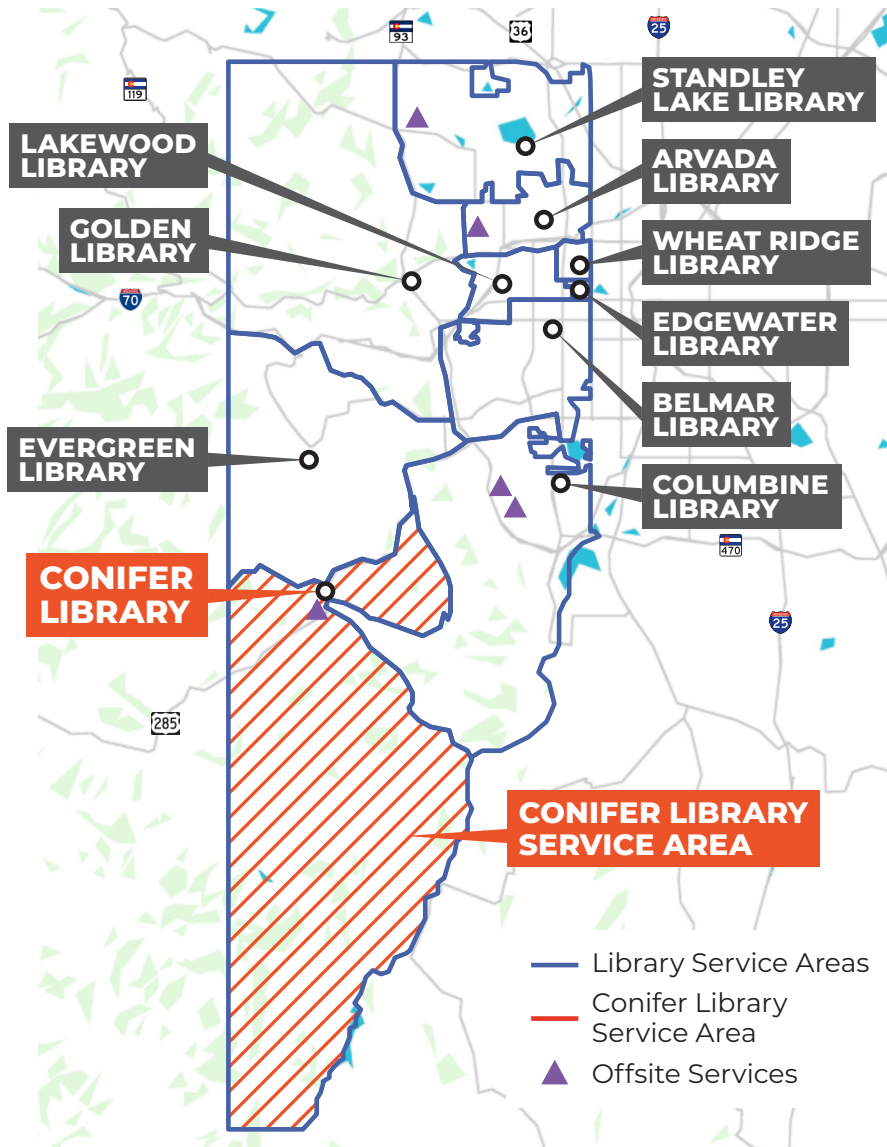 93
36
25
119
STANDLEY
LAKE LIBRARY
LAKEWOOD
LIBRARY
ARVADA
LIBRARY
GOLDEN
LIBRARY
WHEAT RIDGE
LIBRARY
70
EDGEWATER
LIBRARY
BELMAR
LIBRARY
EVERGREEN
LIBRARY
COLUMBINE
LIBRARY
470
CONIFER
LIBRARY
25
285
CONIFER LIBRARY
SERVICE AREA
Library Service Areas
Conifer Library
Service Area
Offsite Services